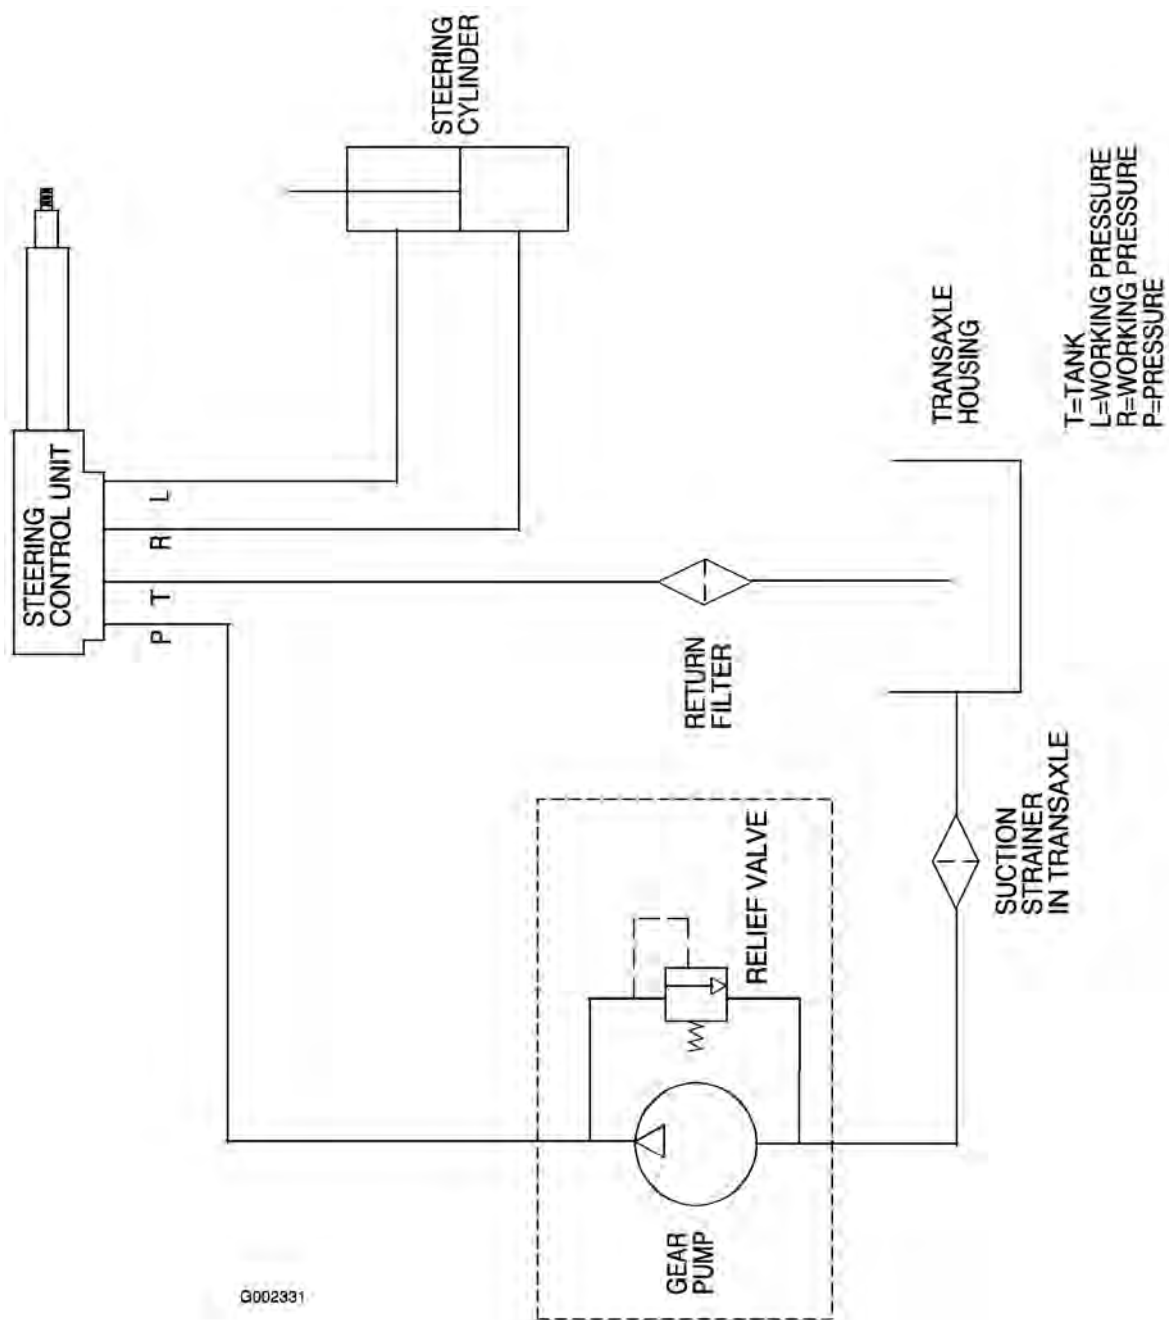 STEERING
CONTROL UNIT
P T R L
STEERING
CYLINDER
RETURN
FILTER
TRANSAXLE
HOUSING
GEAR
PUMP
RELIEF VALVE
SUCTION
STRAINER
IN TRANSAXLE
T=TANK
L=WORKING PRESSURE
R=WORKING PRESSURE
P=PRESSURE
G002331